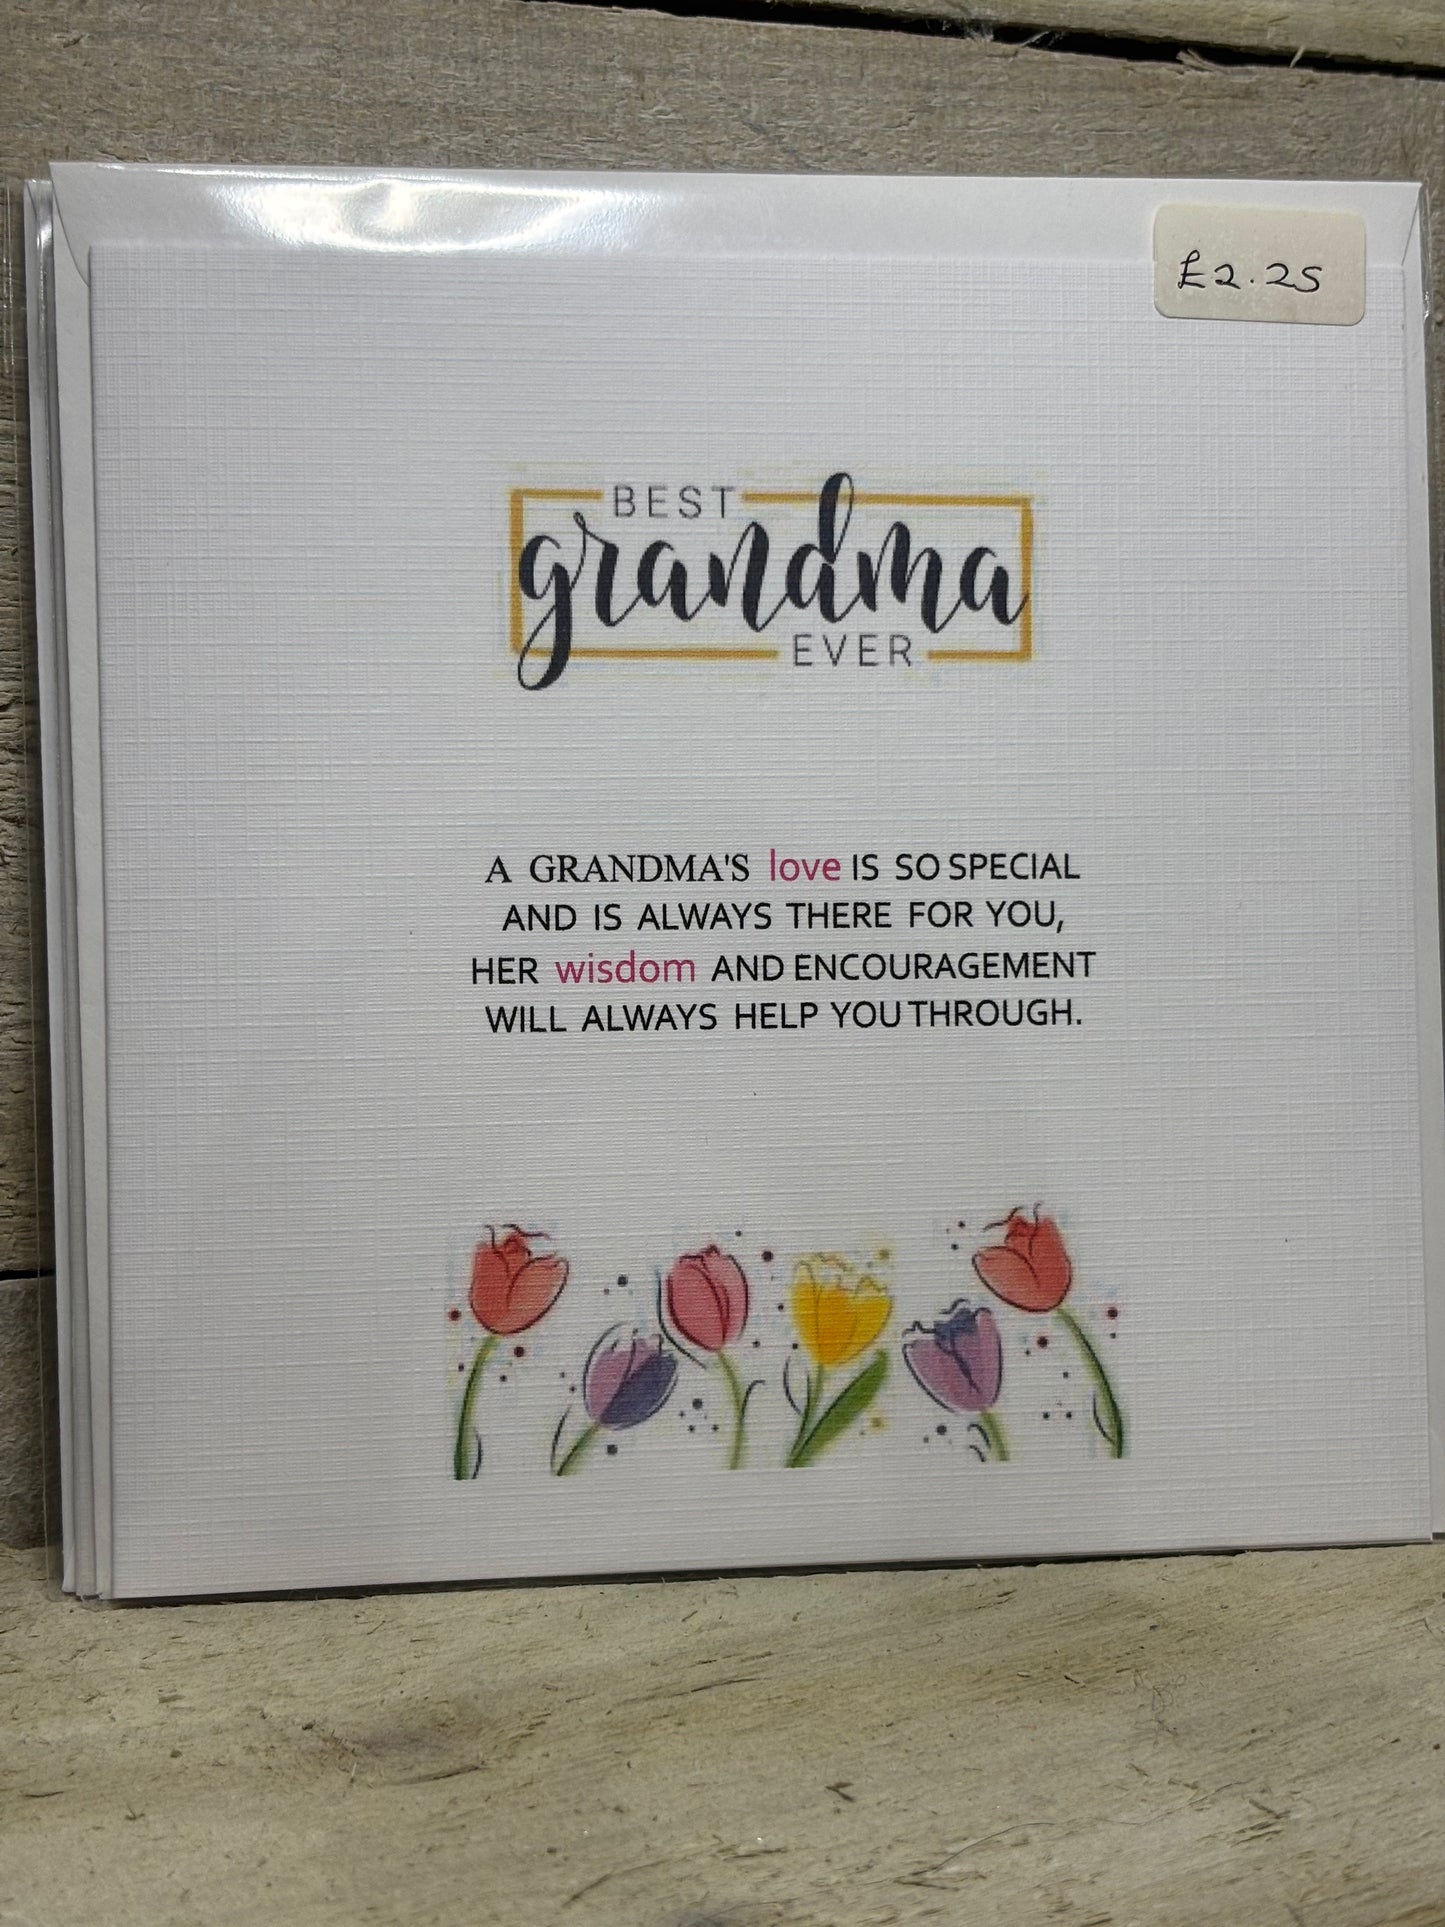 £2.25
BEST
grandma
EVER
A GRANDMA'S love IS SO SPECIAL
AND IS ALWAYS THERE FOR YOU,
HER wisdom AND ENCOURAGEMENT
WILL ALWAYS HELP YOU THROUGH.